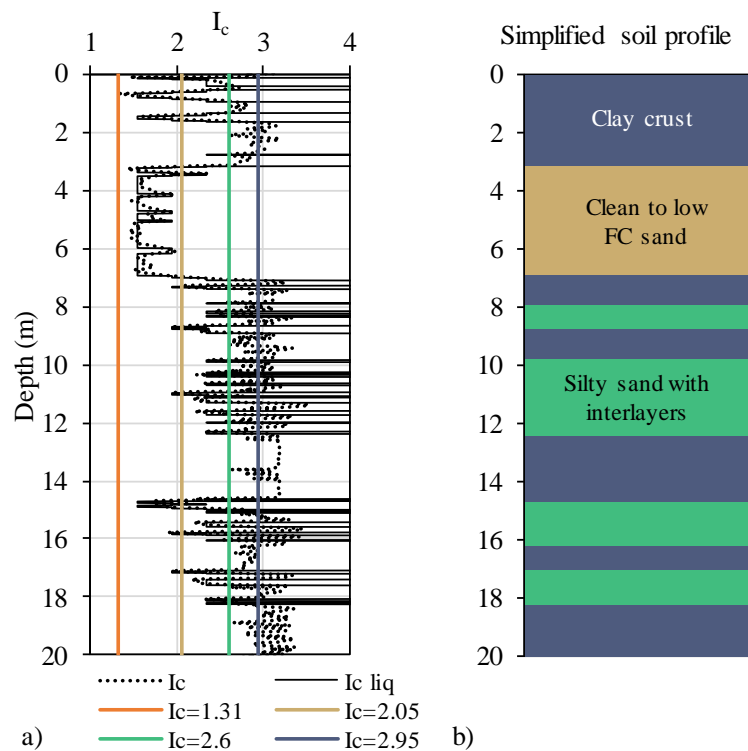 I_c
1 2 3 4
Depth (m)
0
2
4
6
8
10
12
14
16
18
20
Ic
Ic liq
Ic=1.31
Ic=2.05
Ic=2.6
Ic=2.95
a)
Simplified soil profile
0
2
4
6
8
10
12
14
16
18
20
Clay crust
Clean to low
FC sand
Silty sand with
interlayers
b)